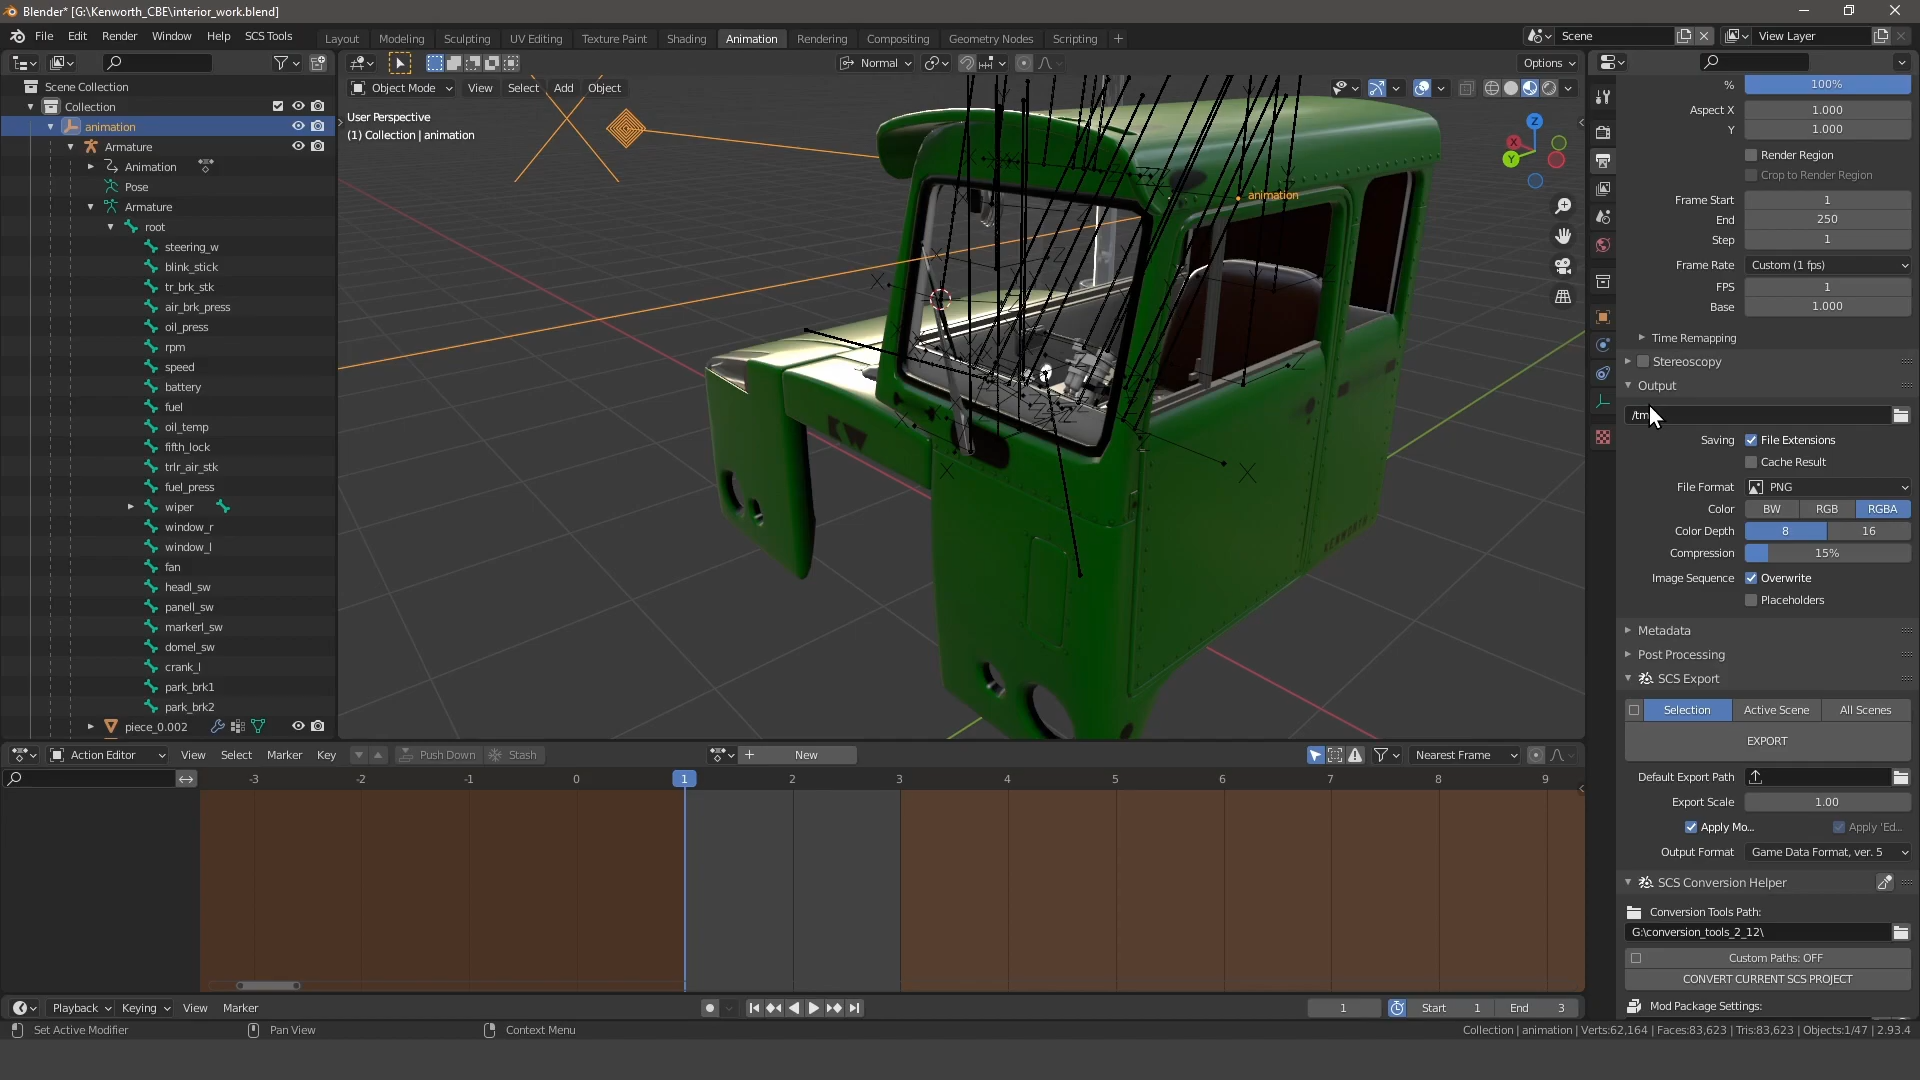 Blender* [G:\Kenworth_CBE\interior_work.blend]
File Edit Render Window Help SCS Tools
Layout Modeling Sculpting UV Editing Texture Paint Shading Animation Rendering Compositing Geometry Nodes Scripting +
Scene
View Layer
Normal
Options
Object Mode View Select Add Object
Scene Collection
Collection
animation
Armature
Animation
Pose
Armature
root
steering_w
blink_stick
tr_brk_stk
air_brk_press
oil_press
rpm
speed
battery
fuel
oil_temp
fifth_lock
trlr_air_stk
fuel_press
wiper
window_r
window_l
fan
headl_sw
panell_sw
markerl_sw
domel_sw
crank_l
park_brk1
park_brk2
piece_0.002
User Perspective
(1) Collection | animation
animation
Z
X
Y
KW
KENWORTH
% 100%
Aspect X 1.000
Y 1.000
Render Region
Crop to Render Region
Frame Start 1
End 250
Step 1
Frame Rate Custom (1 fps)
FPS 1
Base 1.000
Time Remapping
Stereoscopy
Output
/tm
Saving File Extensions
Cache Result
File Format PNG
Color BW RGB RGBA
Color Depth 8 16
Compression 15%
Image Sequence Overwrite
Placeholders
Metadata
Post Processing
SCS Export
Selection Active Scene All Scenes
EXPORT
Default Export Path
Export Scale 1.00
Apply Mo... Apply 'Ed...
Output Format Game Data Format, ver. 5
SCS Conversion Helper
Conversion Tools Path:
G:\conversion_tools_2_12\
Custom Paths: OFF
CONVERT CURRENT SCS PROJECT
Mod Package Settings:
Action Editor View Select Marker Key Push Down Stash + New Nearest Frame
-3 -2 -1 0 1 2 3 4 5 6 7 8 9
Playback Keying View Marker 1 Start 1 End 3
Set Active Modifier Pan View Context Menu
Collection | animation | Verts:62,164 | Faces:83,623 | Tris:83,623 | Objects:1/47 | 2.93.4